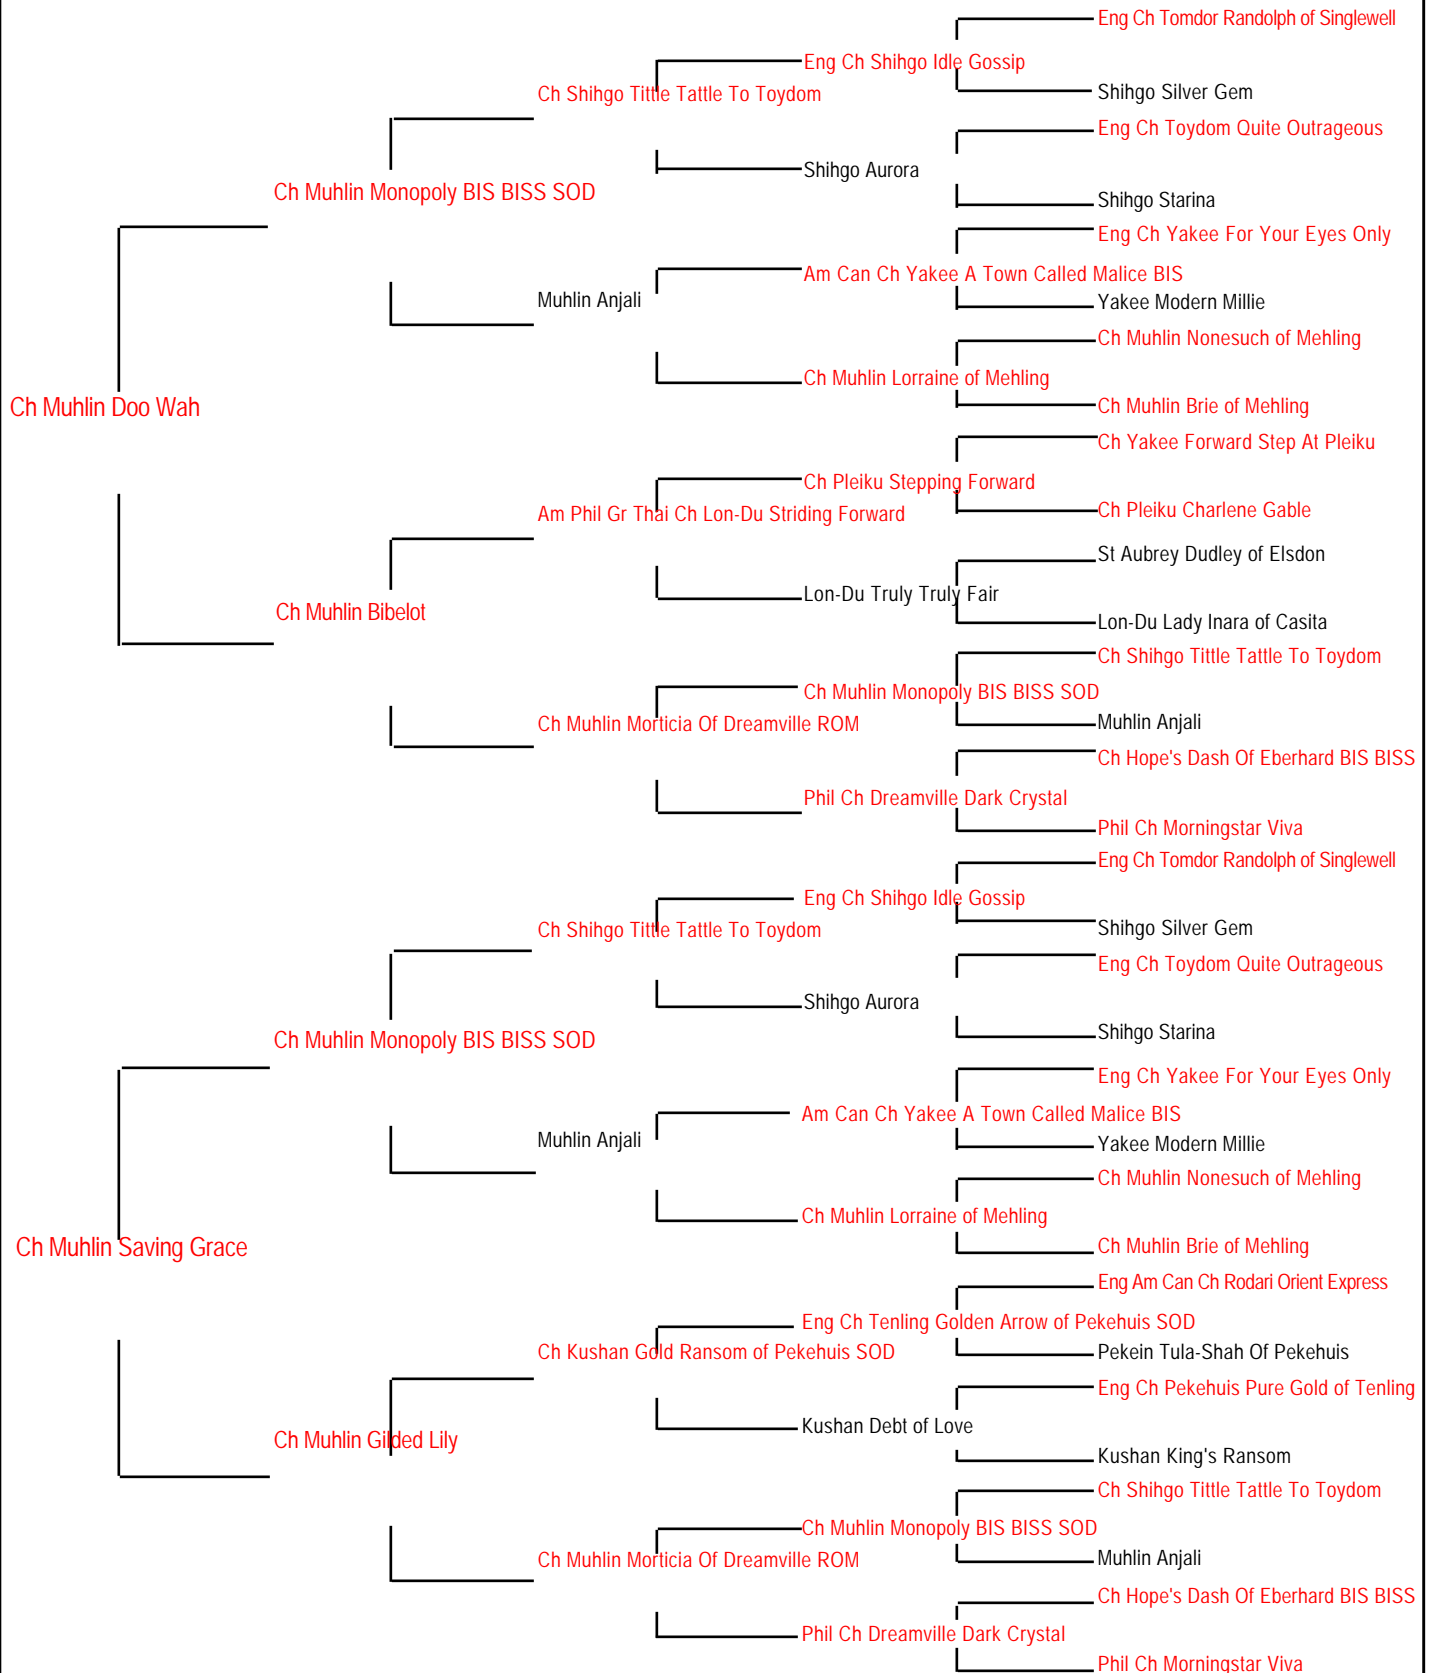 Eng Ch Tomdor Randolph of Singlewell
Eng Ch Shihgo Idle Gossip
Ch Shihgo Tittle Tattle To Toydom
Shihgo Silver Gem
Eng Ch Toydom Quite Outrageous
Shihgo Aurora
Ch Muhlin Monopoly BIS BISS SOD
Shihgo Starina
Eng Ch Yakee For Your Eyes Only
Am Can Ch Yakee A Town Called Malice BIS
Muhlin Anjali
Yakee Modern Millie
Ch Muhlin Nonesuch of Mehling
Ch Muhlin Lorraine of Mehling
Ch Muhlin Doo Wah
Ch Muhlin Brie of Mehling
Ch Yakee Forward Step At Pleiku
Ch Pleiku Stepping Forward
Am Phil Gr Thai Ch Lon-Du Striding Forward
Ch Pleiku Charlene Gable
St Aubrey Dudley of Elsdon
Lon-Du Truly Truly Fair
Ch Muhlin Bibelot
Lon-Du Lady Inara of Casita
Ch Shihgo Tittle Tattle To Toydom
Ch Muhlin Monopoly BIS BISS SOD
Ch Muhlin Morticia Of Dreamville ROM
Muhlin Anjali
Ch Hope's Dash Of Eberhard BIS BISS
Phil Ch Dreamville Dark Crystal
Phil Ch Morningstar Viva
Eng Ch Tomdor Randolph of Singlewell
Eng Ch Shihgo Idle Gossip
Ch Shihgo Tittle Tattle To Toydom
Shihgo Silver Gem
Eng Ch Toydom Quite Outrageous
Shihgo Aurora
Ch Muhlin Monopoly BIS BISS SOD
Shihgo Starina
Eng Ch Yakee For Your Eyes Only
Am Can Ch Yakee A Town Called Malice BIS
Muhlin Anjali
Yakee Modern Millie
Ch Muhlin Nonesuch of Mehling
Ch Muhlin Lorraine of Mehling
Ch Muhlin Saving Grace
Ch Muhlin Brie of Mehling
Eng Am Can Ch Rodari Orient Express
Eng Ch Tenling Golden Arrow of Pekehuis SOD
Ch Kushan Gold Ransom of Pekehuis SOD
Pekein Tula-Shah Of Pekehuis
Eng Ch Pekehuis Pure Gold of Tenling
Kushan Debt of Love
Ch Muhlin Gilded Lily
Kushan King's Ransom
Ch Shihgo Tittle Tattle To Toydom
Ch Muhlin Monopoly BIS BISS SOD
Ch Muhlin Morticia Of Dreamville ROM
Muhlin Anjali
Ch Hope's Dash Of Eberhard BIS BISS
Phil Ch Dreamville Dark Crystal
Phil Ch Morningstar Viva